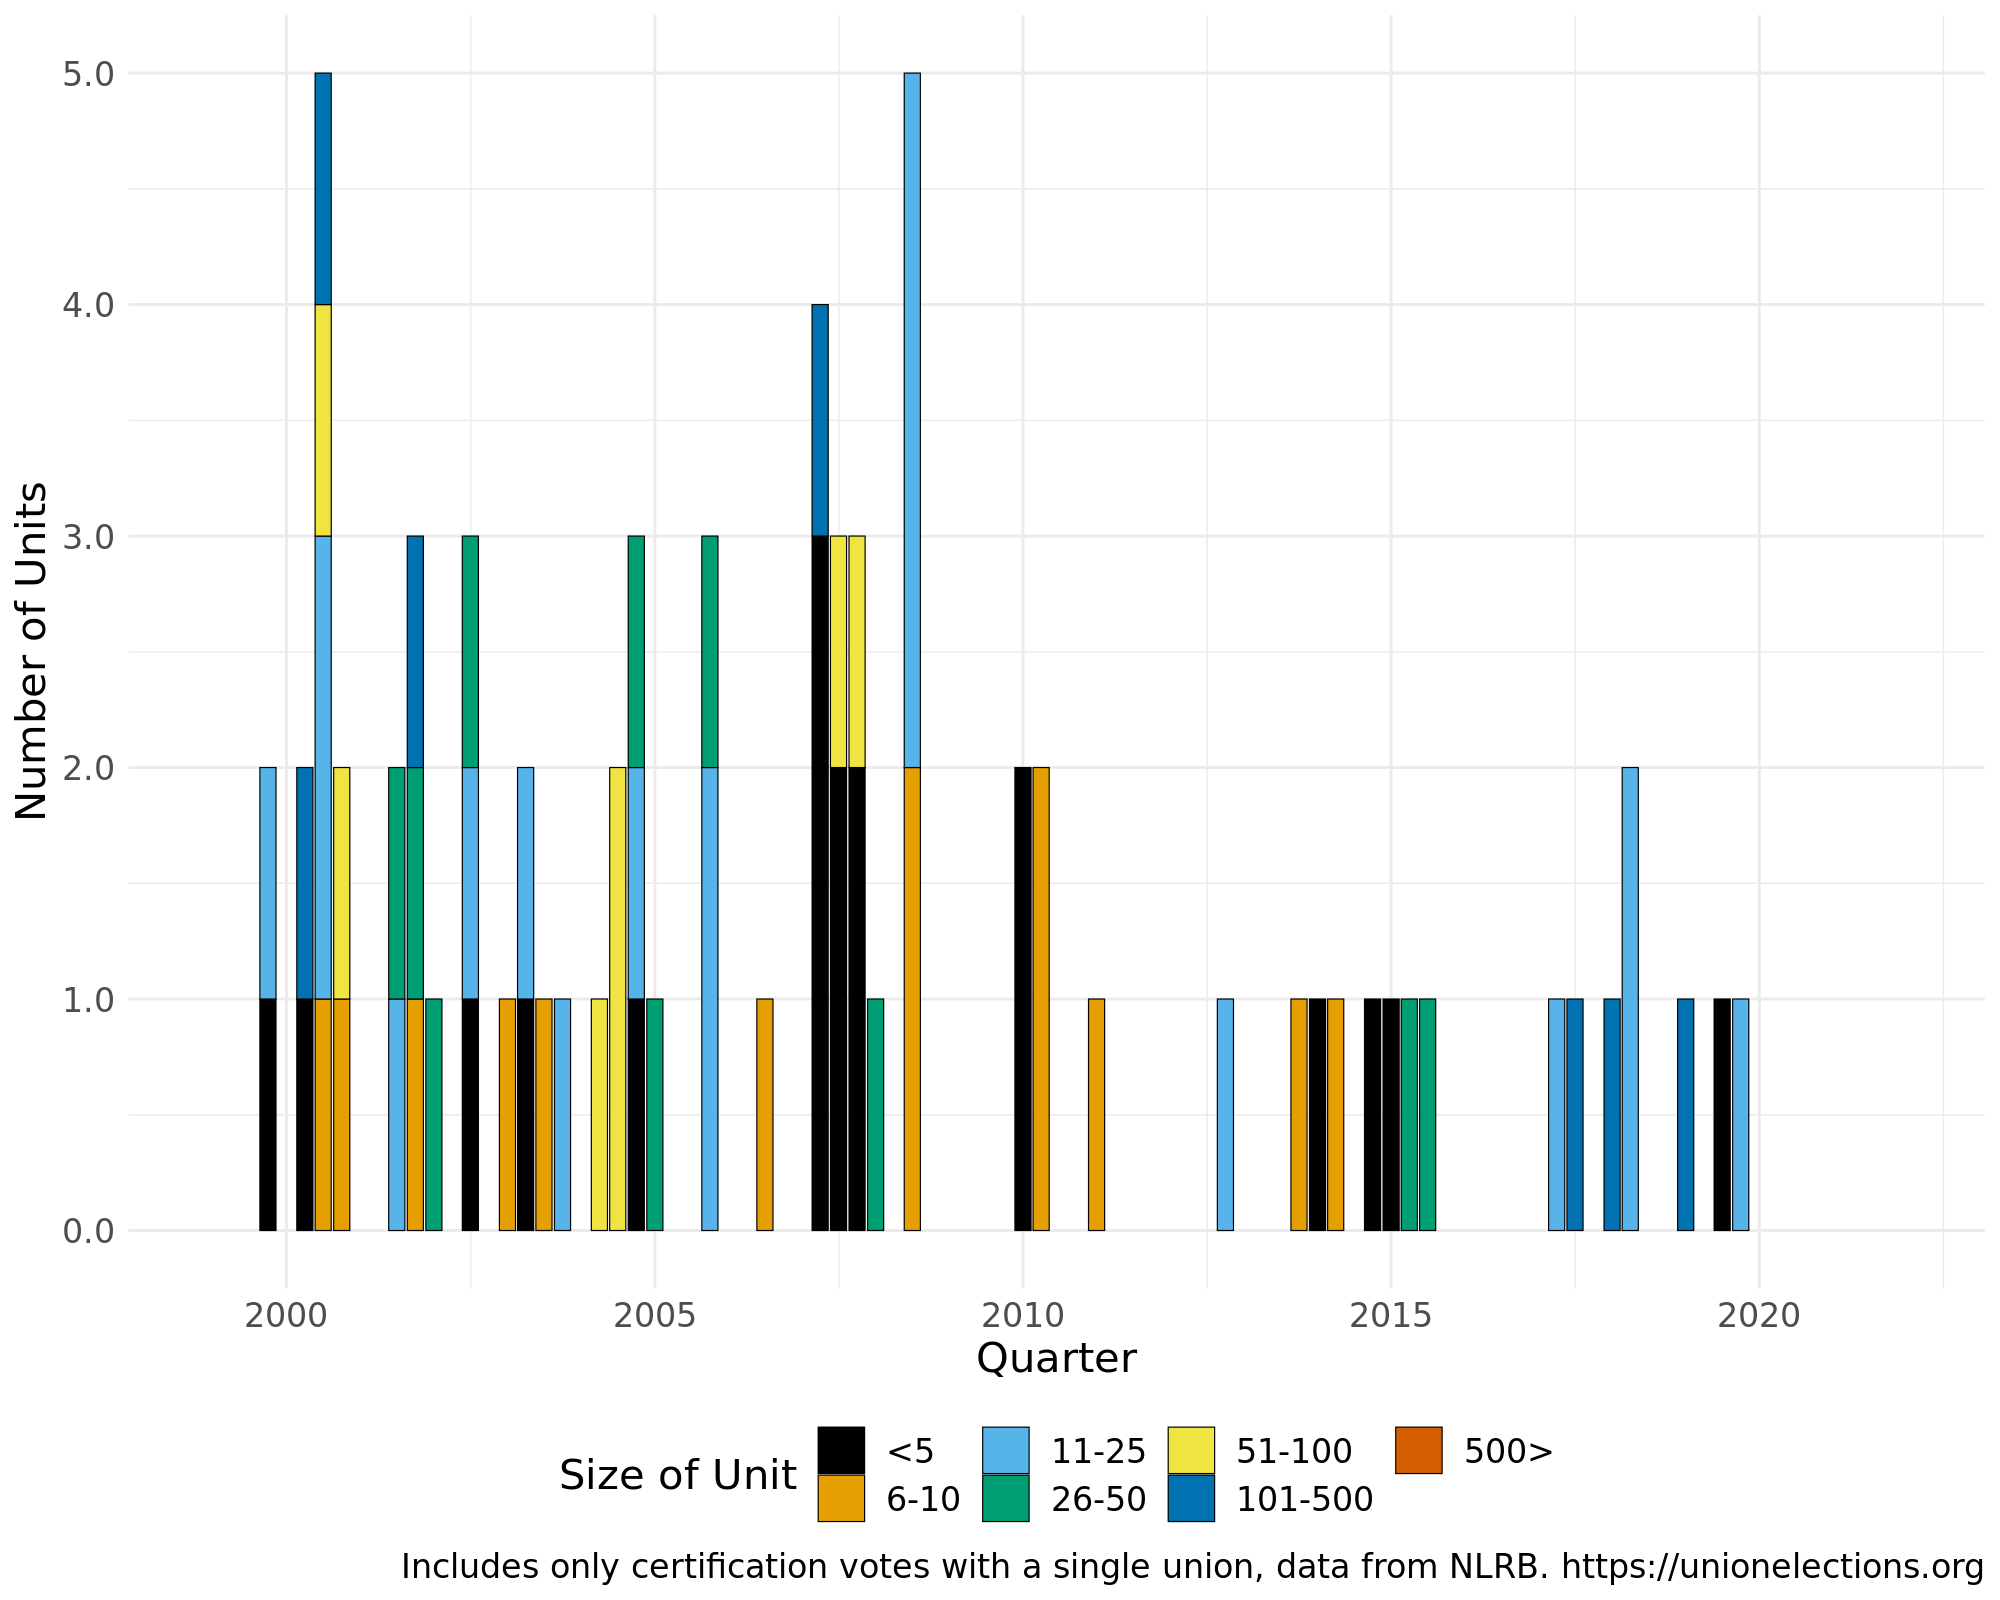 5.0
4.0
3.0
2.0
1.0
0.0
Number of Units
2000 2005 2010 2015 2020
Quarter
Size of Unit
<5 11-25 51-100 500>
6-10 26-50 101-500
Includes only certification votes with a single union, data from NLRB. https://unionelections.org